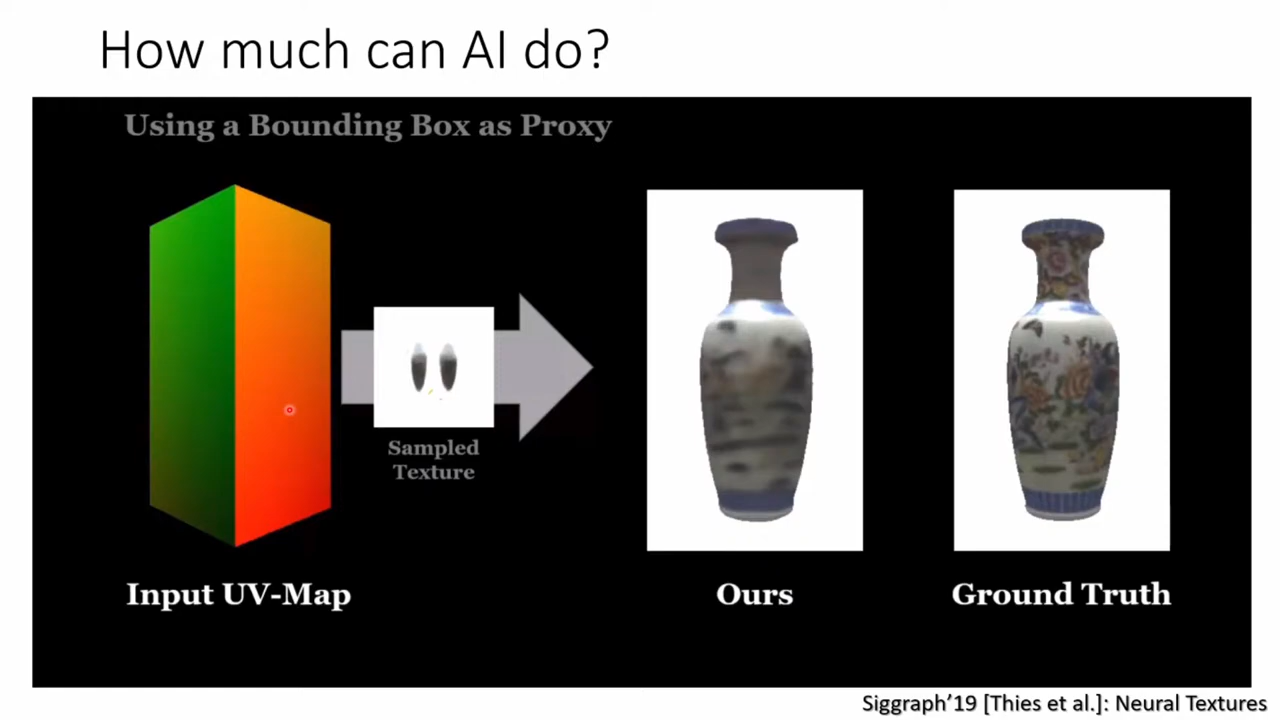 How much can AI do?
Using a Bounding Box as Proxy
Sampled
Texture
Input UV-Map
Ours
Ground Truth
Siggraph'19 [Thies et al.]: Neural Textures